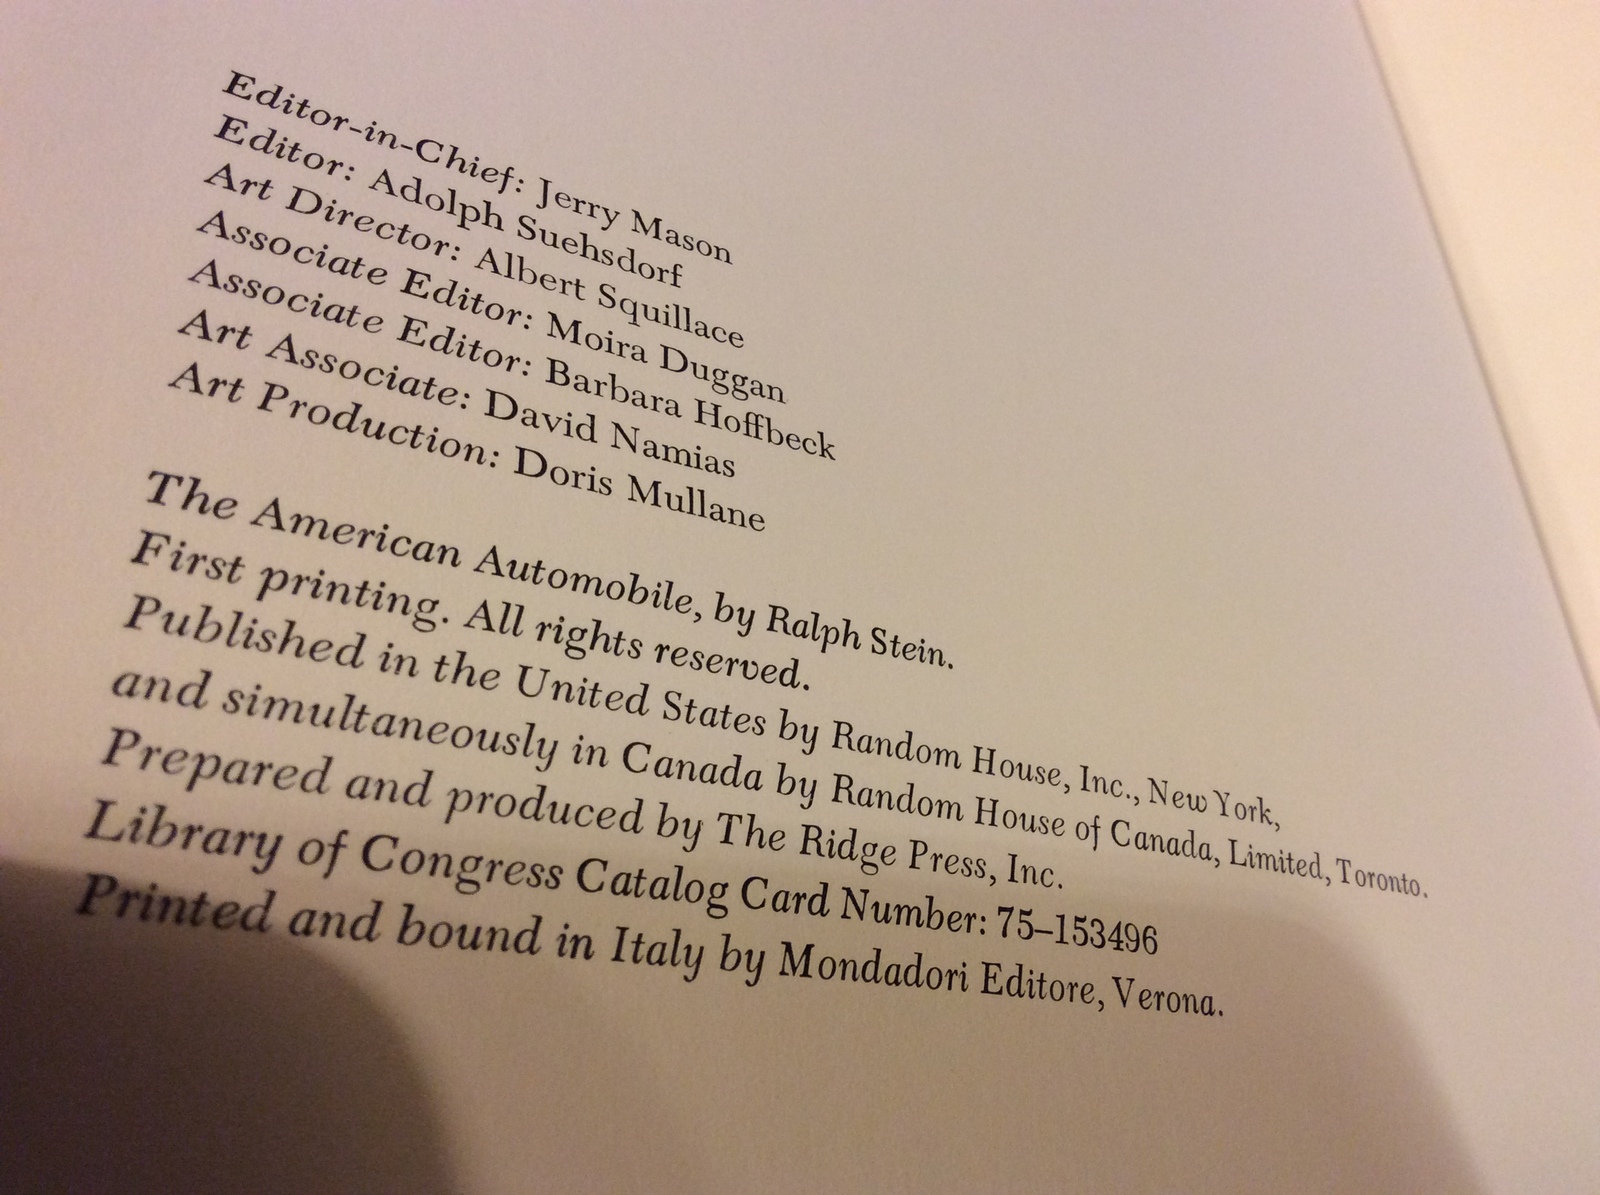 Editor-in-Chief: Jerry Mason
Editor: Adolph Suehsdorf
Art Director: Albert Squillace
Associate Editor: Moira Duggan
Associate Editor: Barbara Hoffbeck
Art Associate: David Namias
Art Production: Doris Mullane
The American Automobile, by Ralph Stein.
First printing. All rights reserved.
Published in the United States by Random House, Inc., New York,
and simultaneously in Canada by Random House of Canada, Limited, Toronto.
Prepared and produced by The Ridge Press, Inc.
Library of Congress Catalog Card Number: 75–153496
Printed and bound in Italy by Mondadori Editore, Verona.